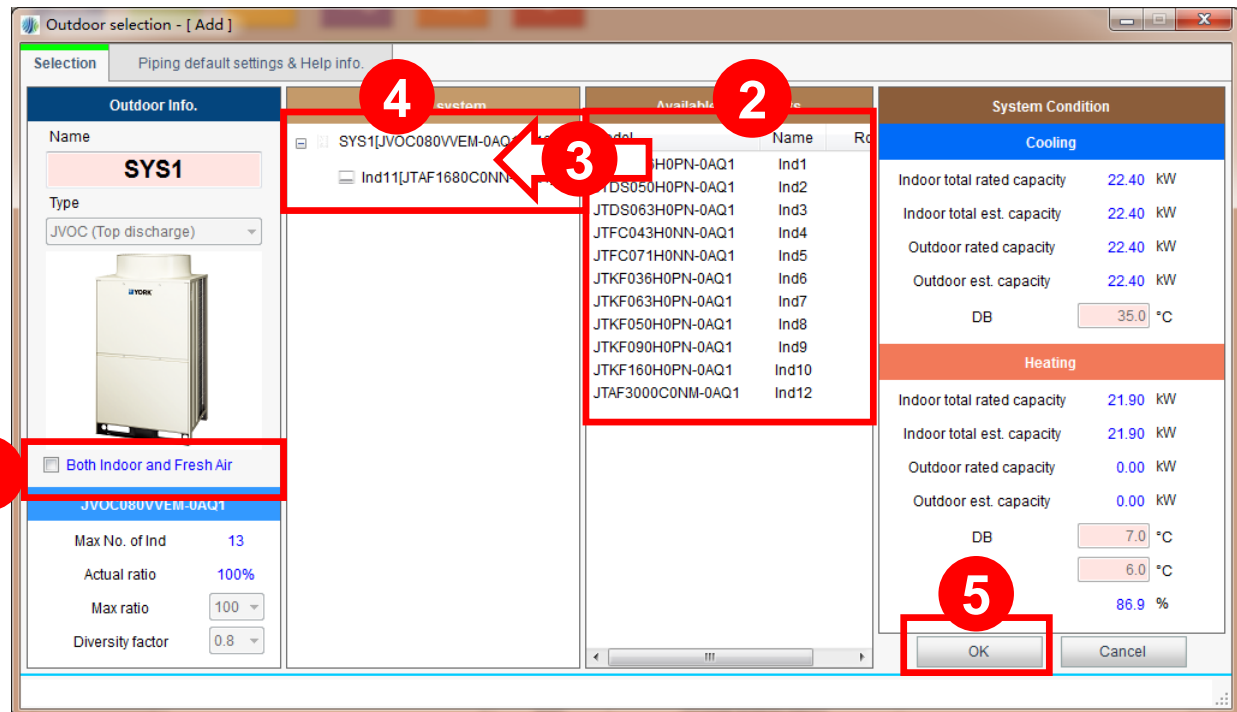 Outdoor selection - [ Add ]
Selection
Piping default settings & Help info.
Outdoor Info.
Name
SYS1
Type
JVOC (Top discharge)
YORK
Both Indoor and Fresh Air
JVOC080VVEM-0AQ1
Max No. of Ind 13
Actual ratio 100%
Max ratio 100
Diversity factor 0.8
4
system
SYS1[JVOC080VVEM-0AQ
Ind11[JTAF1680C0NN-
3
Available
2
Name
H0PN-0AQ1 Ind1
JTDS050H0PN-0AQ1 Ind2
JTDS063H0PN-0AQ1 Ind3
JTFC043H0NN-0AQ1 Ind4
JTFC071H0NN-0AQ1 Ind5
JTKF036H0PN-0AQ1 Ind6
JTKF063H0PN-0AQ1 Ind7
JTKF050H0PN-0AQ1 Ind8
JTKF090H0PN-0AQ1 Ind9
JTKF160H0PN-0AQ1 Ind10
JTAF3000C0NM-0AQ1 Ind12
System Condition
Cooling
Indoor total rated capacity 22.40 kW
Indoor total est. capacity 22.40 kW
Outdoor rated capacity 22.40 kW
Outdoor est. capacity 22.40 kW
DB 35.0 °C
Heating
Indoor total rated capacity 21.90 kW
Indoor total est. capacity 21.90 kW
Outdoor rated capacity 0.00 kW
Outdoor est. capacity 0.00 kW
DB 7.0 °C
6.0 °C
86.9 %
5
OK
Cancel